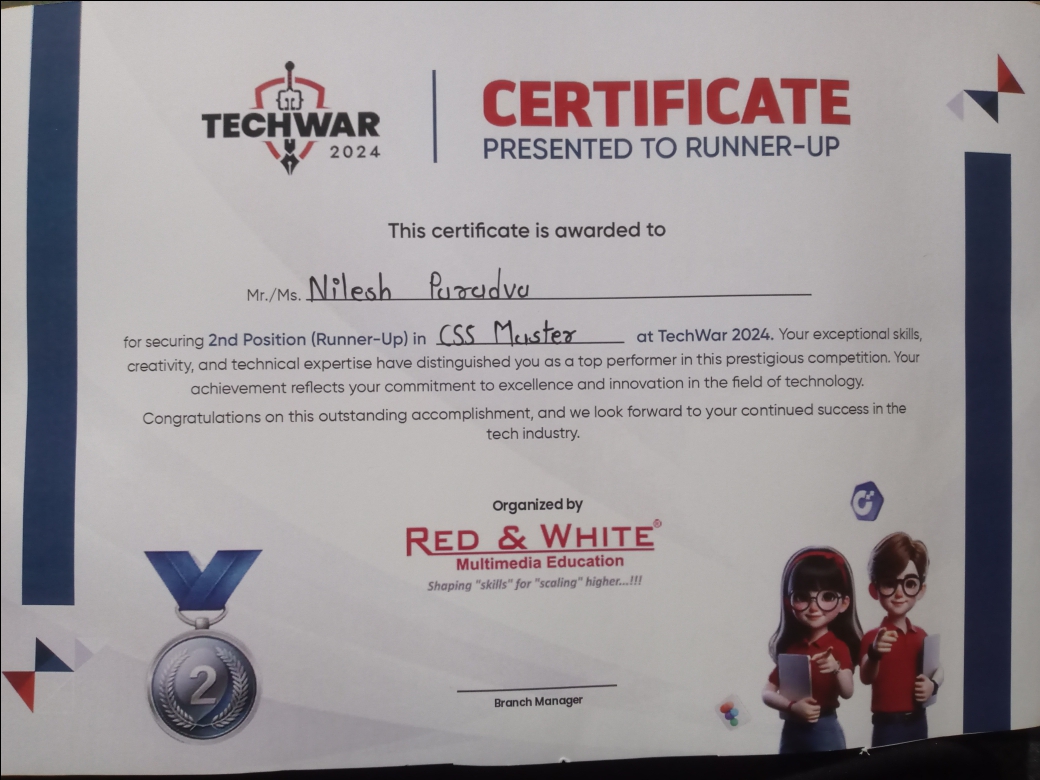 TECHWAR
2024
CERTIFICATE
PRESENTED TO RUNNER-UP
This certificate is awarded to
Mr./Ms. Nilesh Paradva
for securing 2nd Position (Runner-Up) in CSS Master at TechWar 2024. Your exceptional skills,
creativity, and technical expertise have distinguished you as a top performer in this prestigious competition. Your
achievement reflects your commitment to excellence and innovation in the field of technology.
Congratulations on this outstanding accomplishment, and we look forward to your continued success in the
tech industry.
Organized by
RED & WHITE®
Multimedia Education
Shaping "skills" for "scaling" higher...!!!
2
Branch Manager